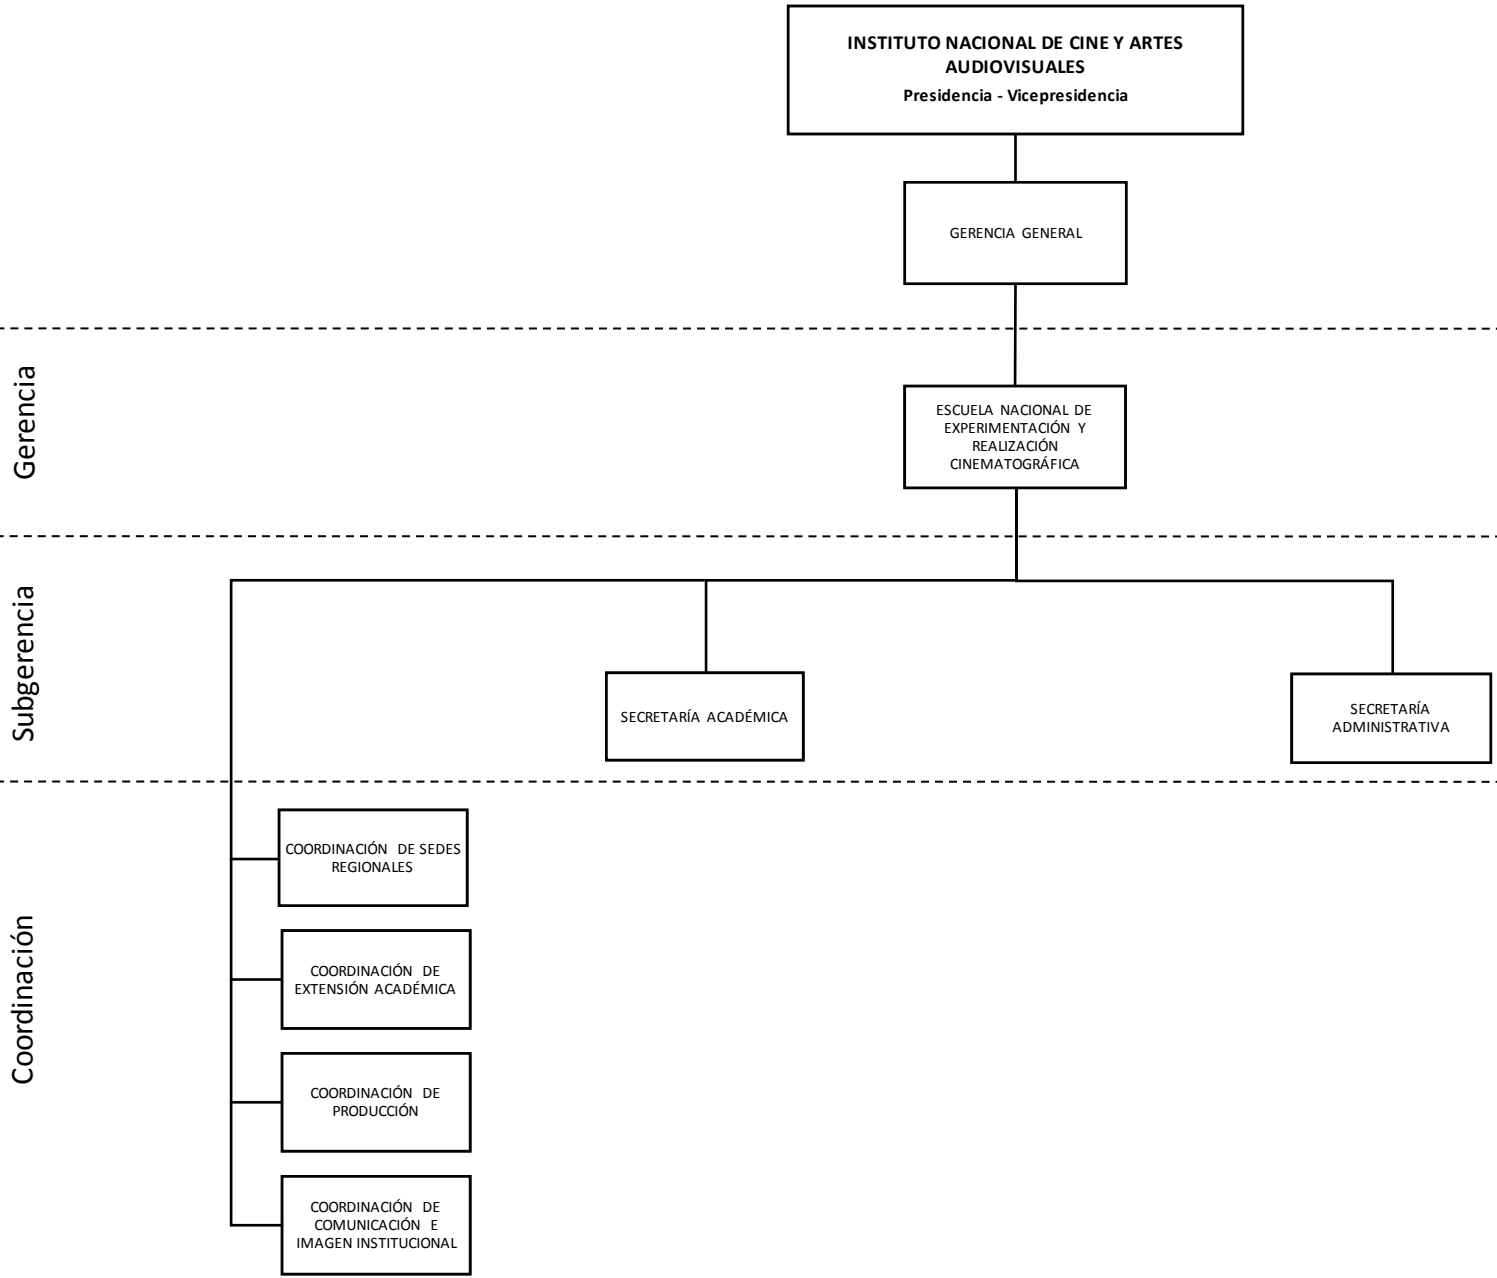 INSTITUTO NACIONAL DE CINE Y ARTES
AUDIOVISUALES
Presidencia - Vicepresidencia
GERENCIA GENERAL
Gerencia
ESCUELA NACIONAL DE
EXPERIMENTACIÓN Y
REALIZACIÓN
CINEMATOGRÁFICA
Subgerencia
SECRETARÍA ACADÉMICA
SECRETARÍA
ADMINISTRATIVA
Coordinación
COORDINACIÓN DE SEDES
REGIONALES
COORDINACIÓN DE
EXTENSIÓN ACADÉMICA
COORDINACIÓN DE
PRODUCCIÓN
COORDINACIÓN DE
COMUNICACIÓN E
IMAGEN INSTITUCIONAL